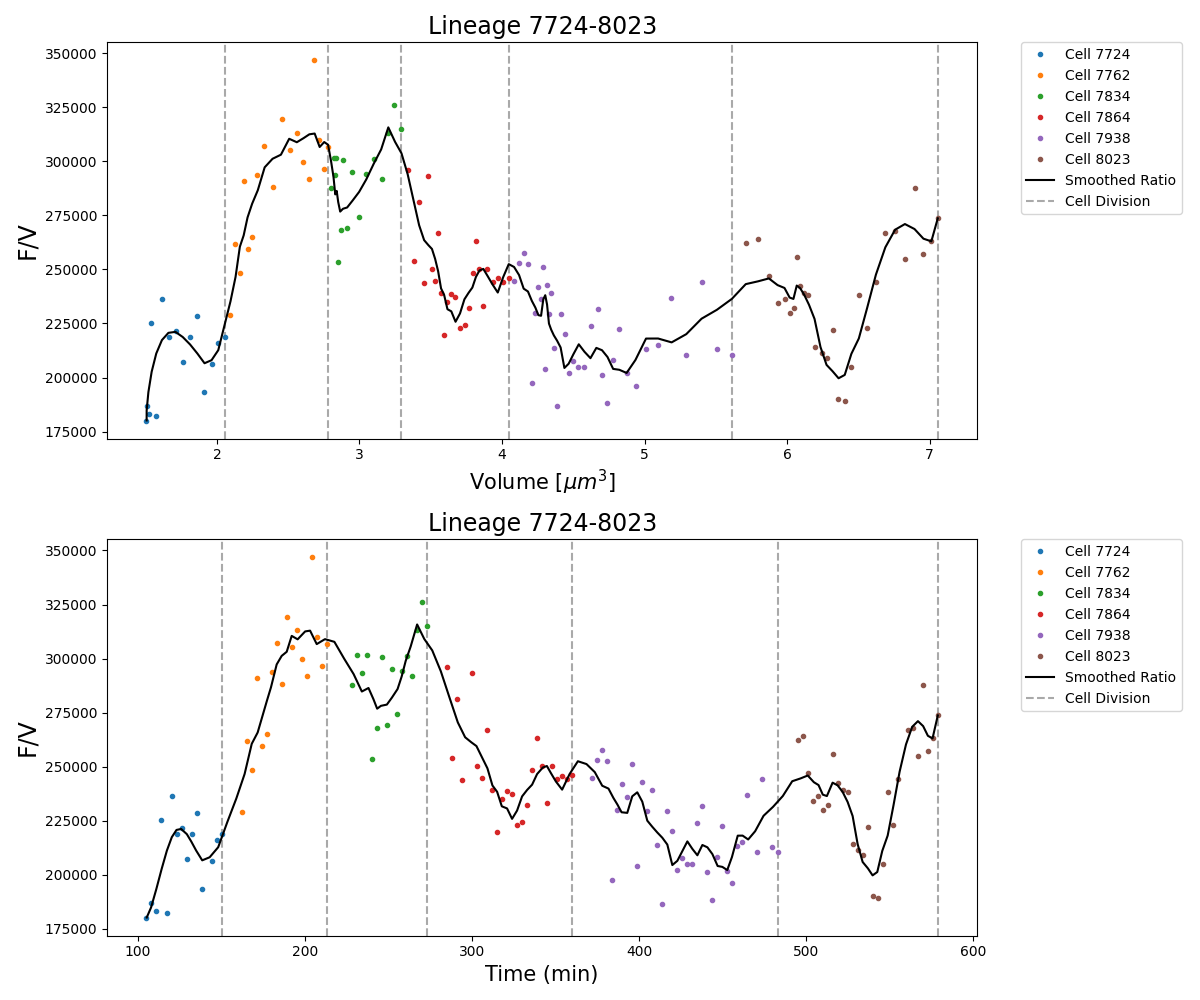 Lineage 7724-8023
350000
325000
300000
275000
250000
225000
200000
175000
F/V
2 3 4 5 6 7
Volume [μm³]
Cell 7724
Cell 7762
Cell 7834
Cell 7864
Cell 7938
Cell 8023
Smoothed Ratio
Cell Division
Lineage 7724-8023
350000
325000
300000
275000
250000
225000
200000
175000
F/V
100 200 300 400 500 600
Time (min)
Cell 7724
Cell 7762
Cell 7834
Cell 7864
Cell 7938
Cell 8023
Smoothed Ratio
Cell Division